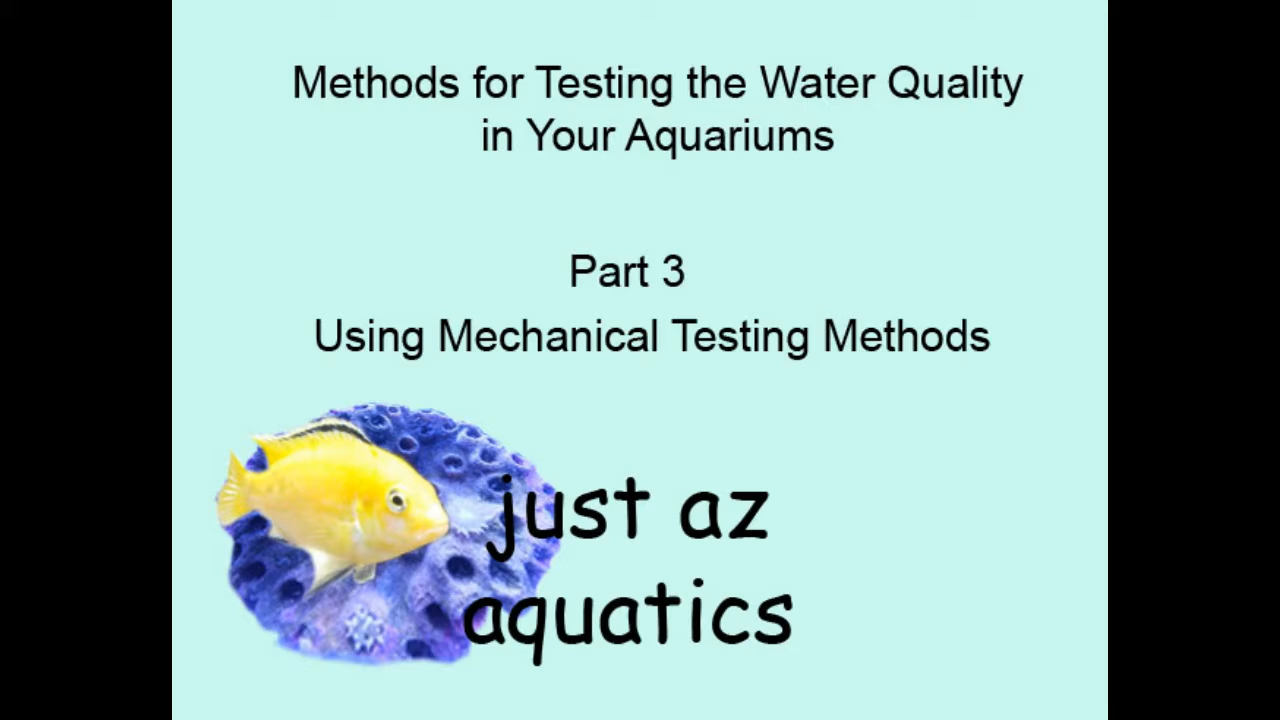 Methods for Testing the Water Quality
in Your Aquariums
Part 3
Using Mechanical Testing Methods
just az
aquatics